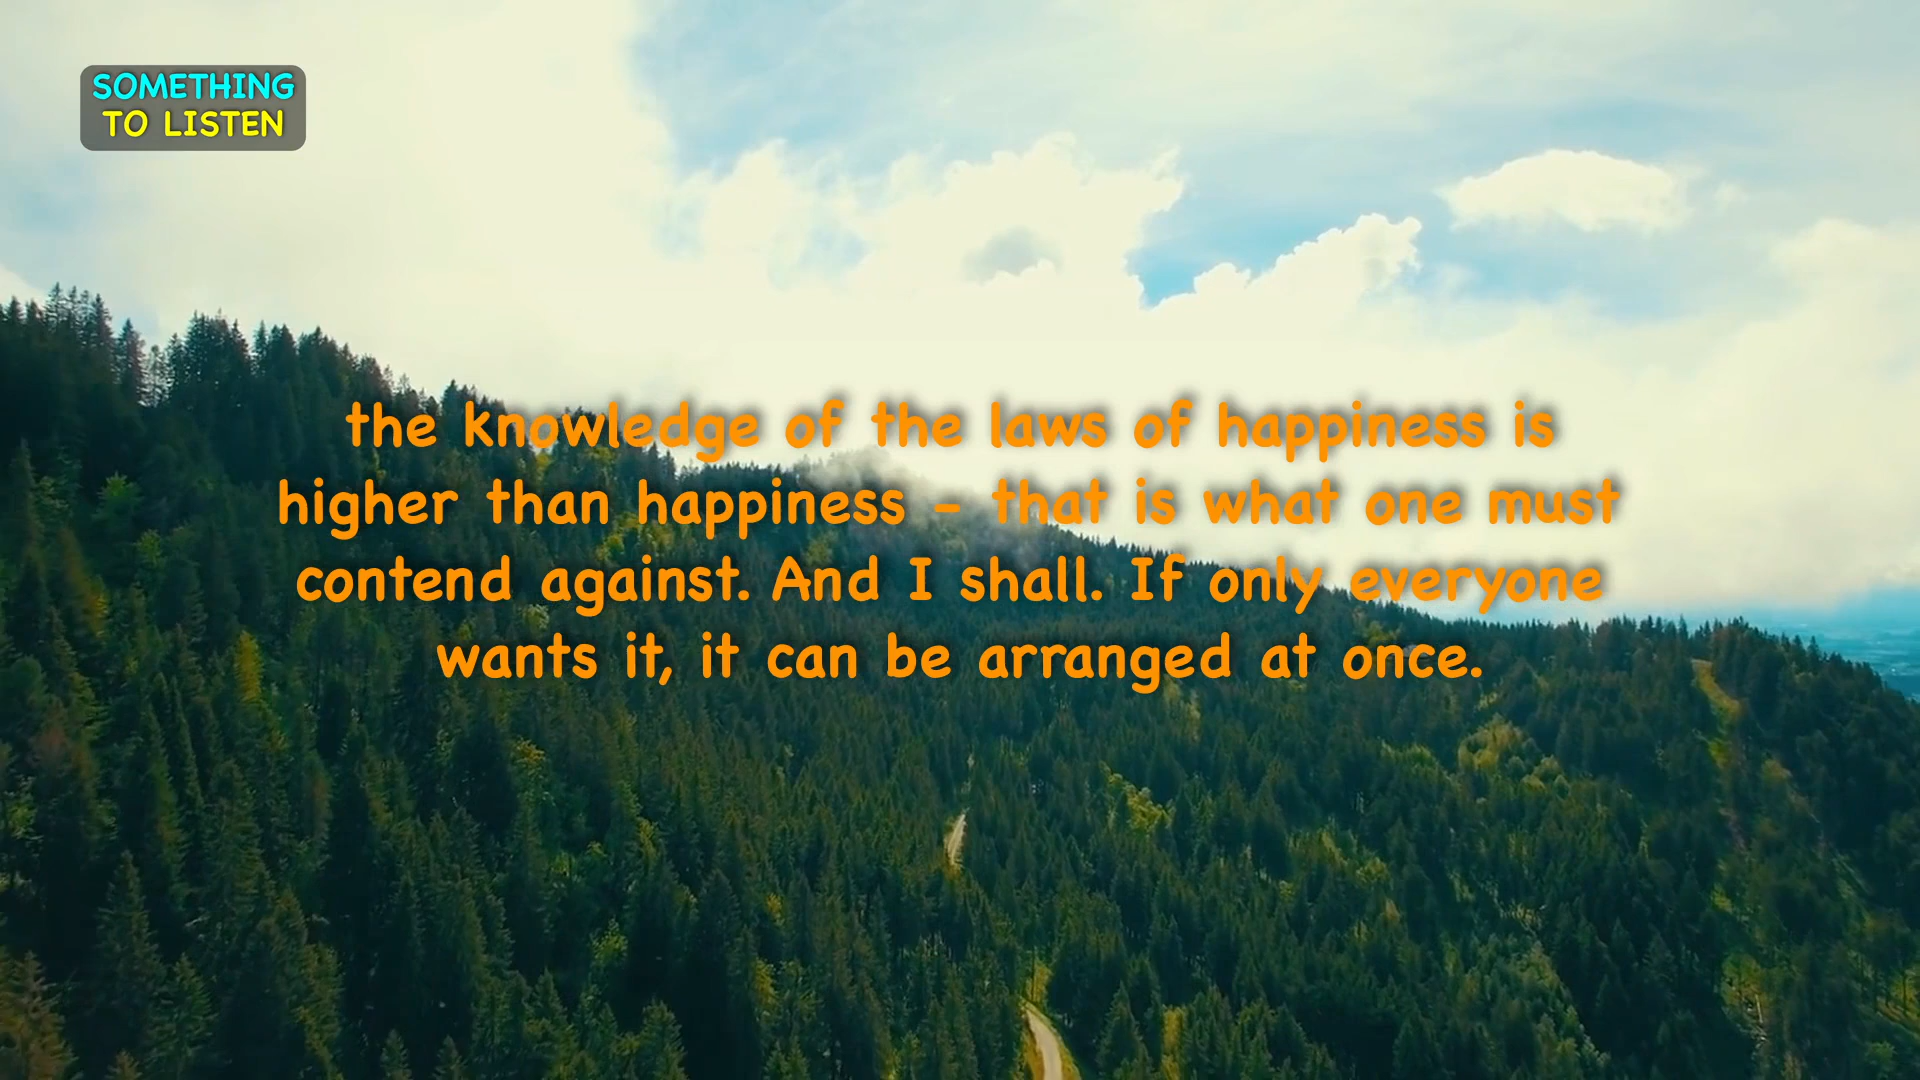 SOMETHING
TO LISTEN
the knowledge of the laws of happiness is
higher than happiness - that is what one must
contend against. And I shall. If only everyone
wants it, it can be arranged at once.